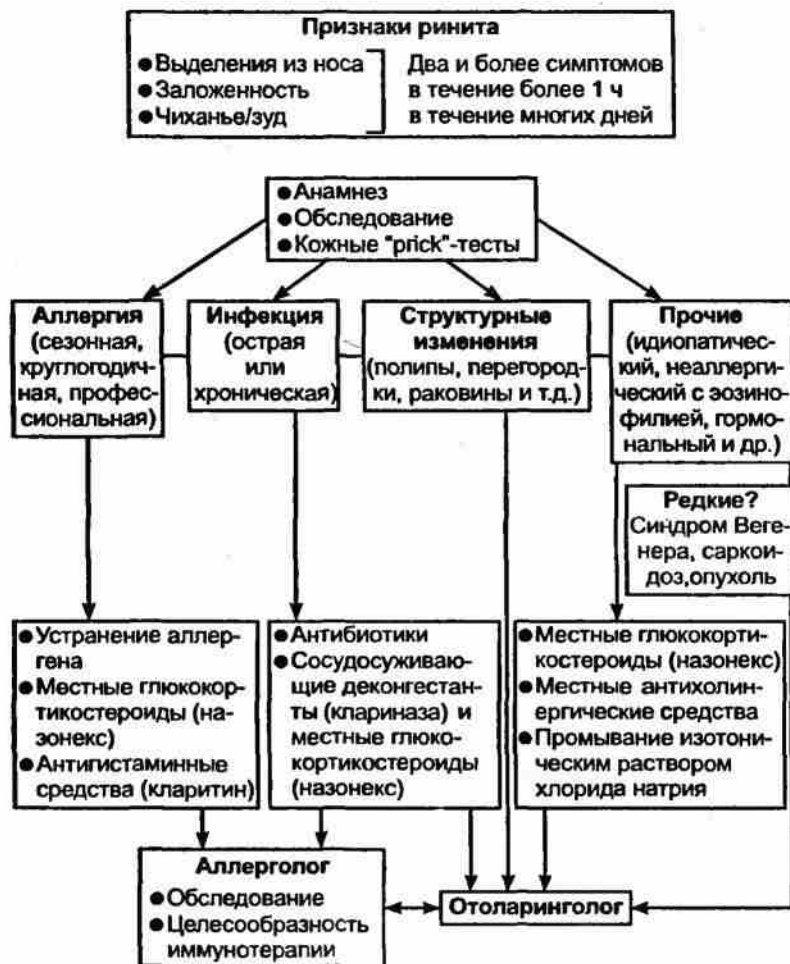 Признаки ринита
●Выделения из носа
●Заложенность
●Чиханье/зуд
Два и более симптомов
в течение более 1 ч
в течение многих дней
●Анамнез
●Обследование
●Кожные "prick"-тесты
Аллергия
(сезонная,
круглогодич-
ная, профес-
сиональная)
Инфекция
(острая
или
хроническая)
Структурные
изменения
(полипы, перегород-
ки, раковины и т.д.)
Прочие
(идиопатичес-
кий, неаллерги-
ческий с эозино-
филией, гормо-
нальный и др.)
Редкие?
Синдром Веге-
нера, саркои-
доз,опухоль
●Устранение аллер-
гена
●Местные глюкокор-
тикостероиды (на-
зонекс)
●Антигистаминные
средства (кларитин)
●Антибиотики
●Сосудосуживаю-
щие деконгестан-
ты (клариназа) и
местные глюко-
кортикостероиды
(назонекс)
●Местные глюкокорти-
костероиды (назонекс)
●Местные антихолин-
ергические средства
●Промывание изотони-
ческим раствором
хлорида натрия
Аллерголог
●Обследование
●Целесообразность
иммунотерапии
Отоларинголог